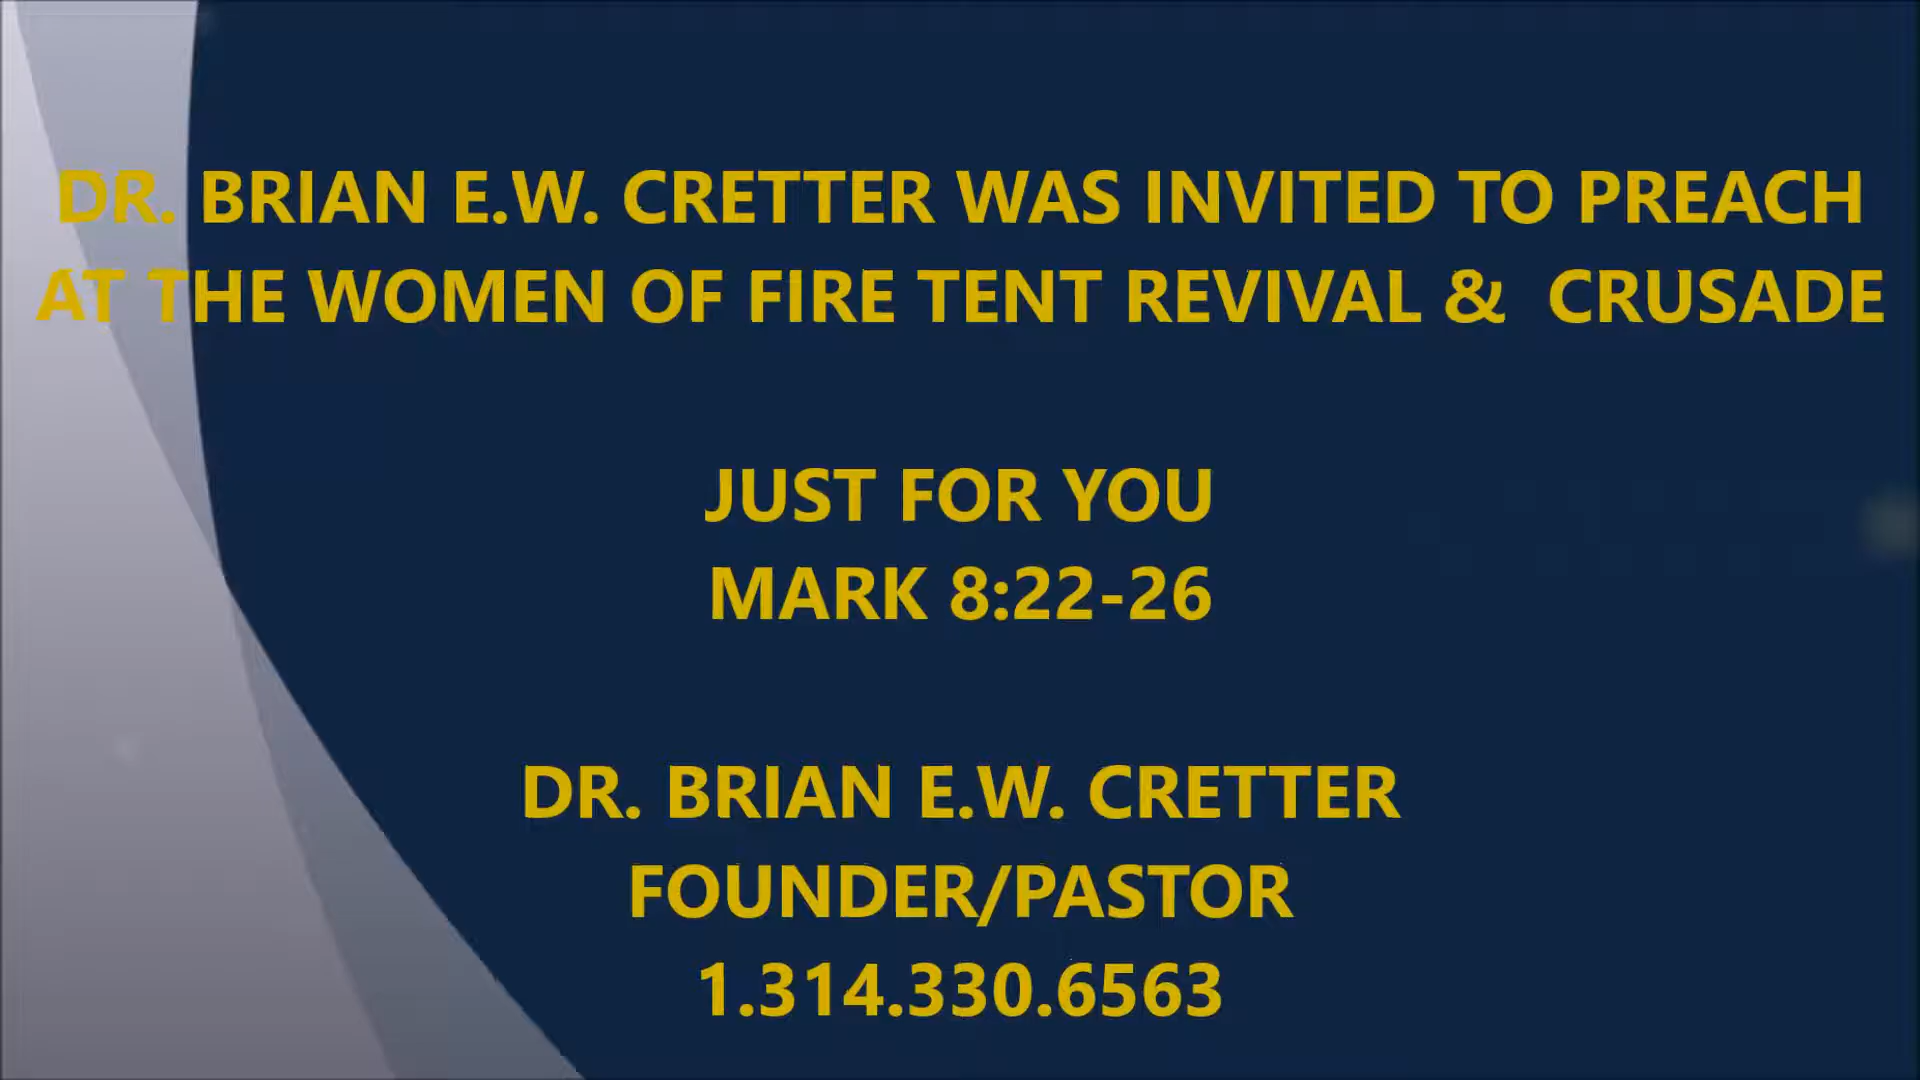 DR. BRIAN E.W. CRETTER WAS INVITED TO PREACH
AT THE WOMEN OF FIRE TENT REVIVAL & CRUSADE
JUST FOR YOU
MARK 8:22-26
DR. BRIAN E.W. CRETTER
FOUNDER/PASTOR
1.314.330.6563